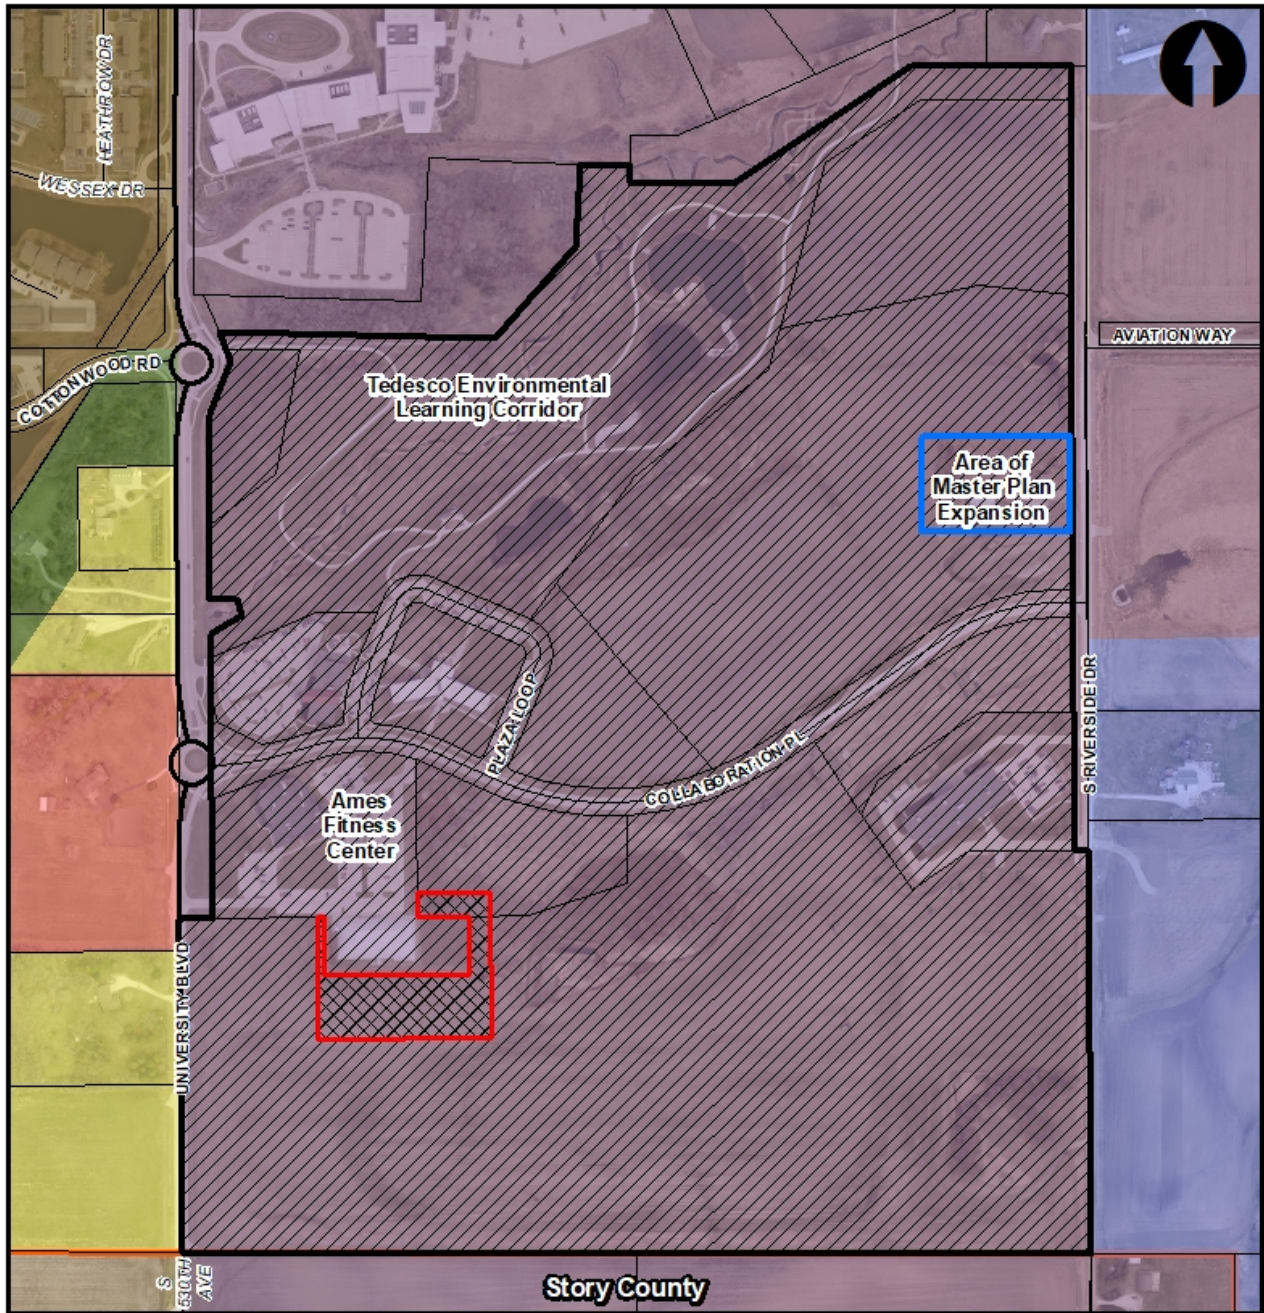 HEATHROW DR
WESSEX DR
COTTONWOOD RD
AVIATION WAY
Tedesco Environmental
Learning Corridor
Area of
Master Plan
Expansion
PLAZA LOOP
COLLABORATION PL
S RIVERSIDE DR
Ames
Fitness
Center
UNIVERSITY BLVD
S
530TH
AVE
Story County